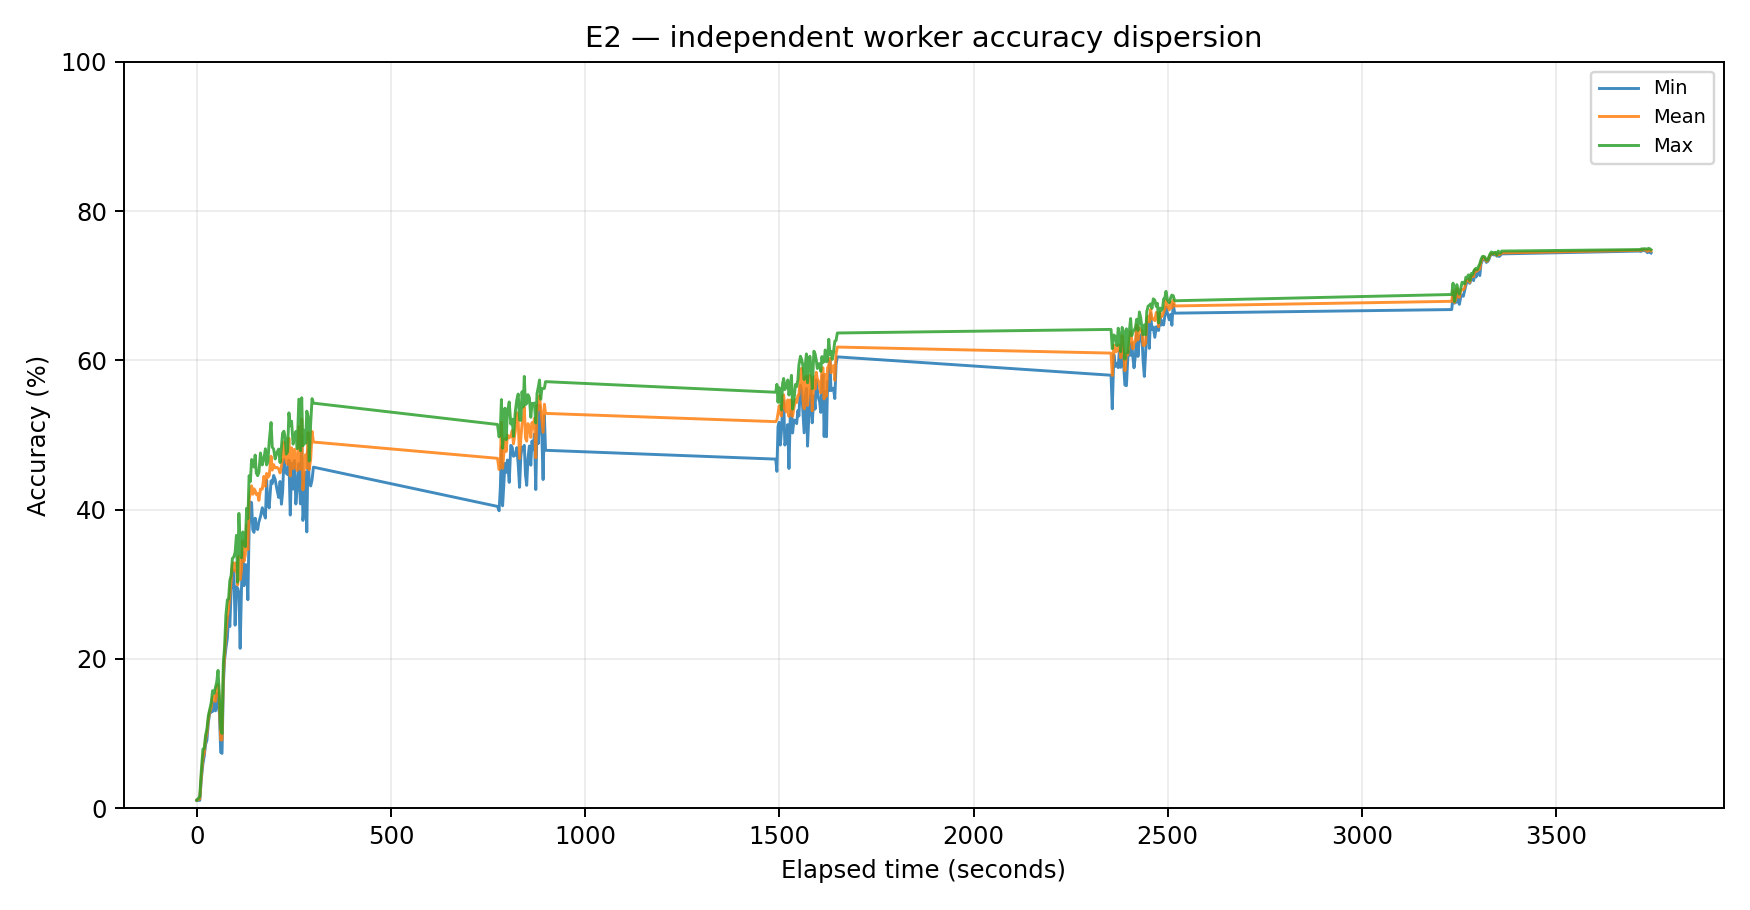 E2 — independent worker accuracy dispersion
Accuracy (%)
100
80
60
40
20
0
Min
Mean
Max
0 500 1000 1500 2000 2500 3000 3500
Elapsed time (seconds)